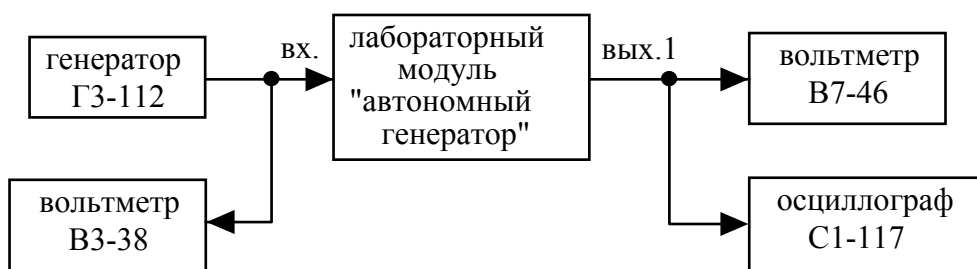 генератор
Г3-112
вх.
лабораторный
модуль
"автономный
генератор"
вых.1
вольтметр
В7-46
вольтметр
В3-38
осциллограф
С1-117